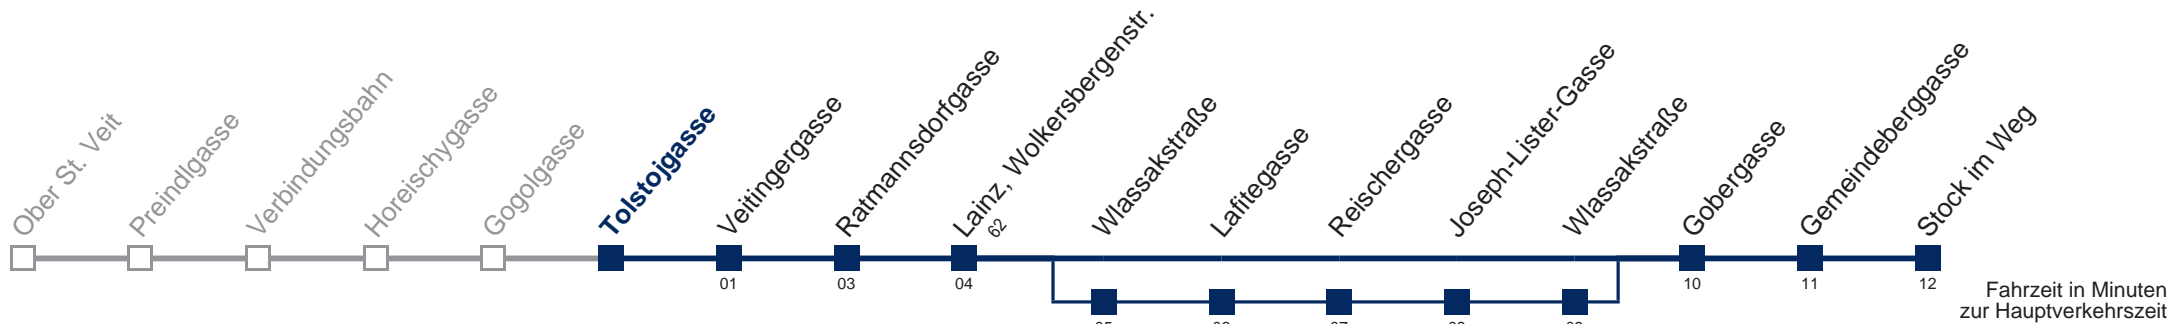 Ober St. Veit
Preindlgasse
Verbindungsbahn
Horeischygasse
Gogolgasse
Tolstojgasse
Veitingergasse
Ratmannsdorfgasse
Lainz, Wolkersbergenstr.
62
Wlassakstraße
Lafitegasse
Reischergasse
Joseph-Lister-Gasse
Wlassakstraße
Gobergasse
Gemeindeberggasse
Stock im Weg
01
03
04
10
11
12
Fahrzeit in Minuten
zur Hauptverkehrszeit